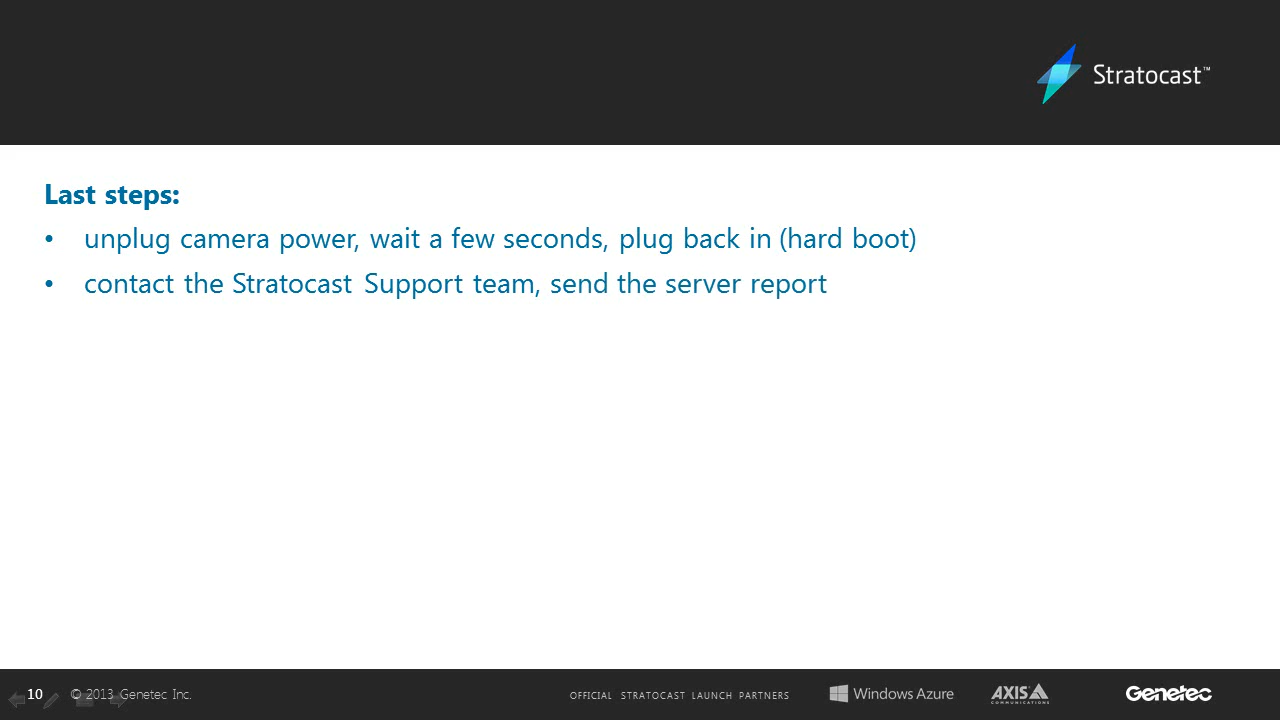 Stratocast™
Last steps:
• unplug camera power, wait a few seconds, plug back in (hard boot)
• contact the Stratocast Support team, send the server report
10 © 2013 Genetec Inc. OFFICIAL STRATOCAST LAUNCH PARTNERS Windows Azure AXIS Genetec
COMMUNICATIONS